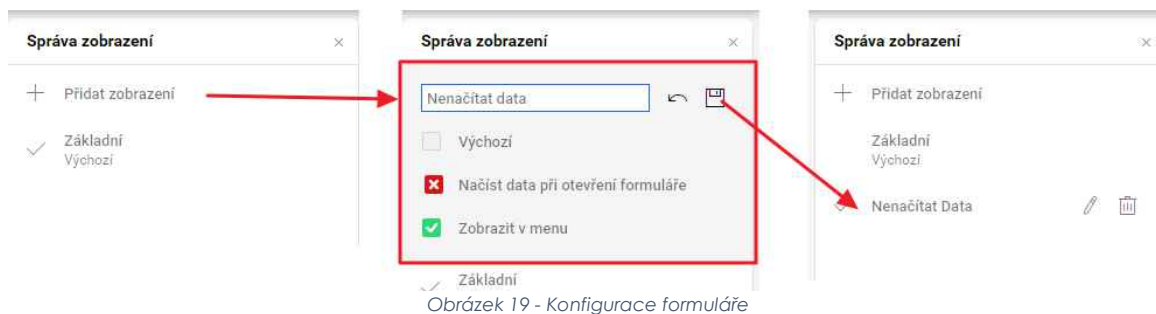 Správa zobrazení
Přidat zobrazení
Základní
Výchozí
Správa zobrazení
Nenačítat data
Výchozí
Načíst data při otevření formuláře
Zobrazit v menu
Základní
Správa zobrazení
Přidat zobrazení
Základní
Výchozí
Nenačítat Data
Obrázek 19 - Konfigurace formuláře